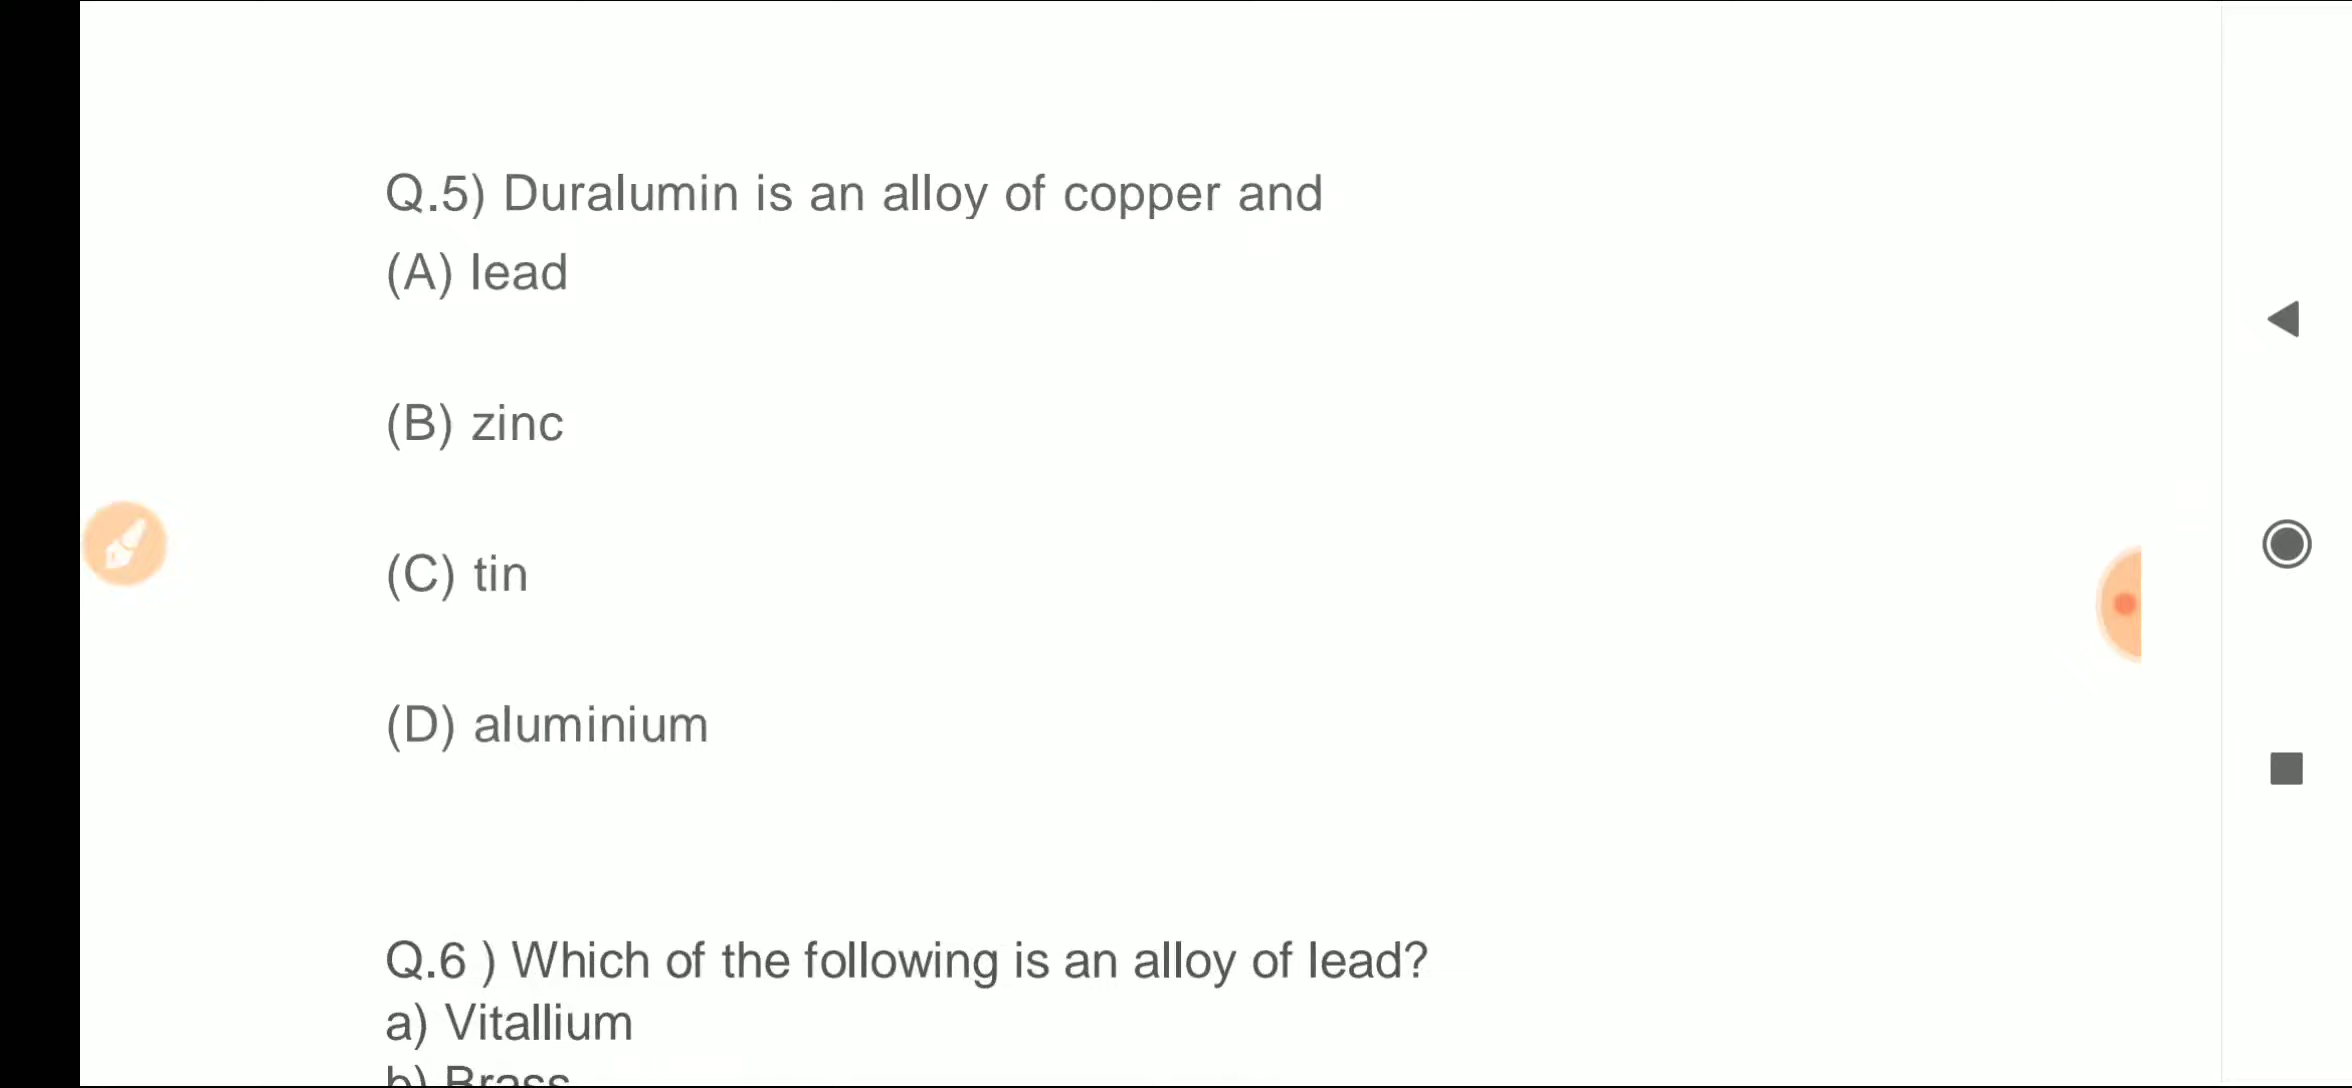 Q.5) Duralumin is an alloy of copper and
(A) lead
(B) zinc
(C) tin
(D) aluminium
Q.6 ) Which of the following is an alloy of lead?
a) Vitallium
b) Brass